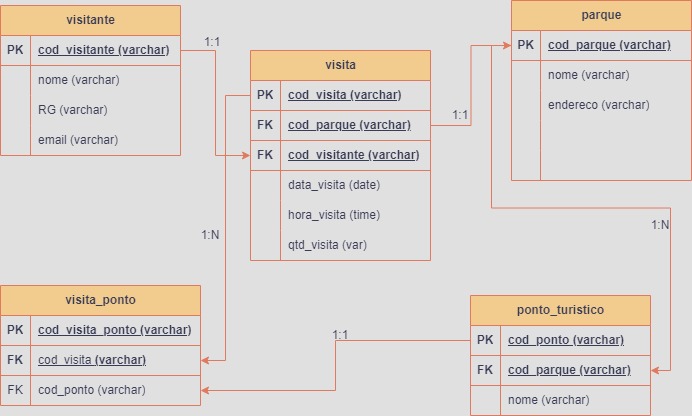 visitante
PK cod_visitante (varchar)
nome (varchar)
RG (varchar)
email (varchar)
1:1
visita
PK cod_visita (varchar)
FK cod_parque (varchar)
FK cod_visitante (varchar)
data_visita (date)
hora_visita (time)
qtd_visita (var)
1:1
parque
PK cod_parque (varchar)
nome (varchar)
endereco (varchar)
1:N
1:N
visita_ponto
PK cod_visita_ponto (varchar)
FK cod_visita (varchar)
FK cod_ponto (varchar)
1:1
ponto_turistico
PK cod_ponto (varchar)
FK cod_parque (varchar)
nome (varchar)